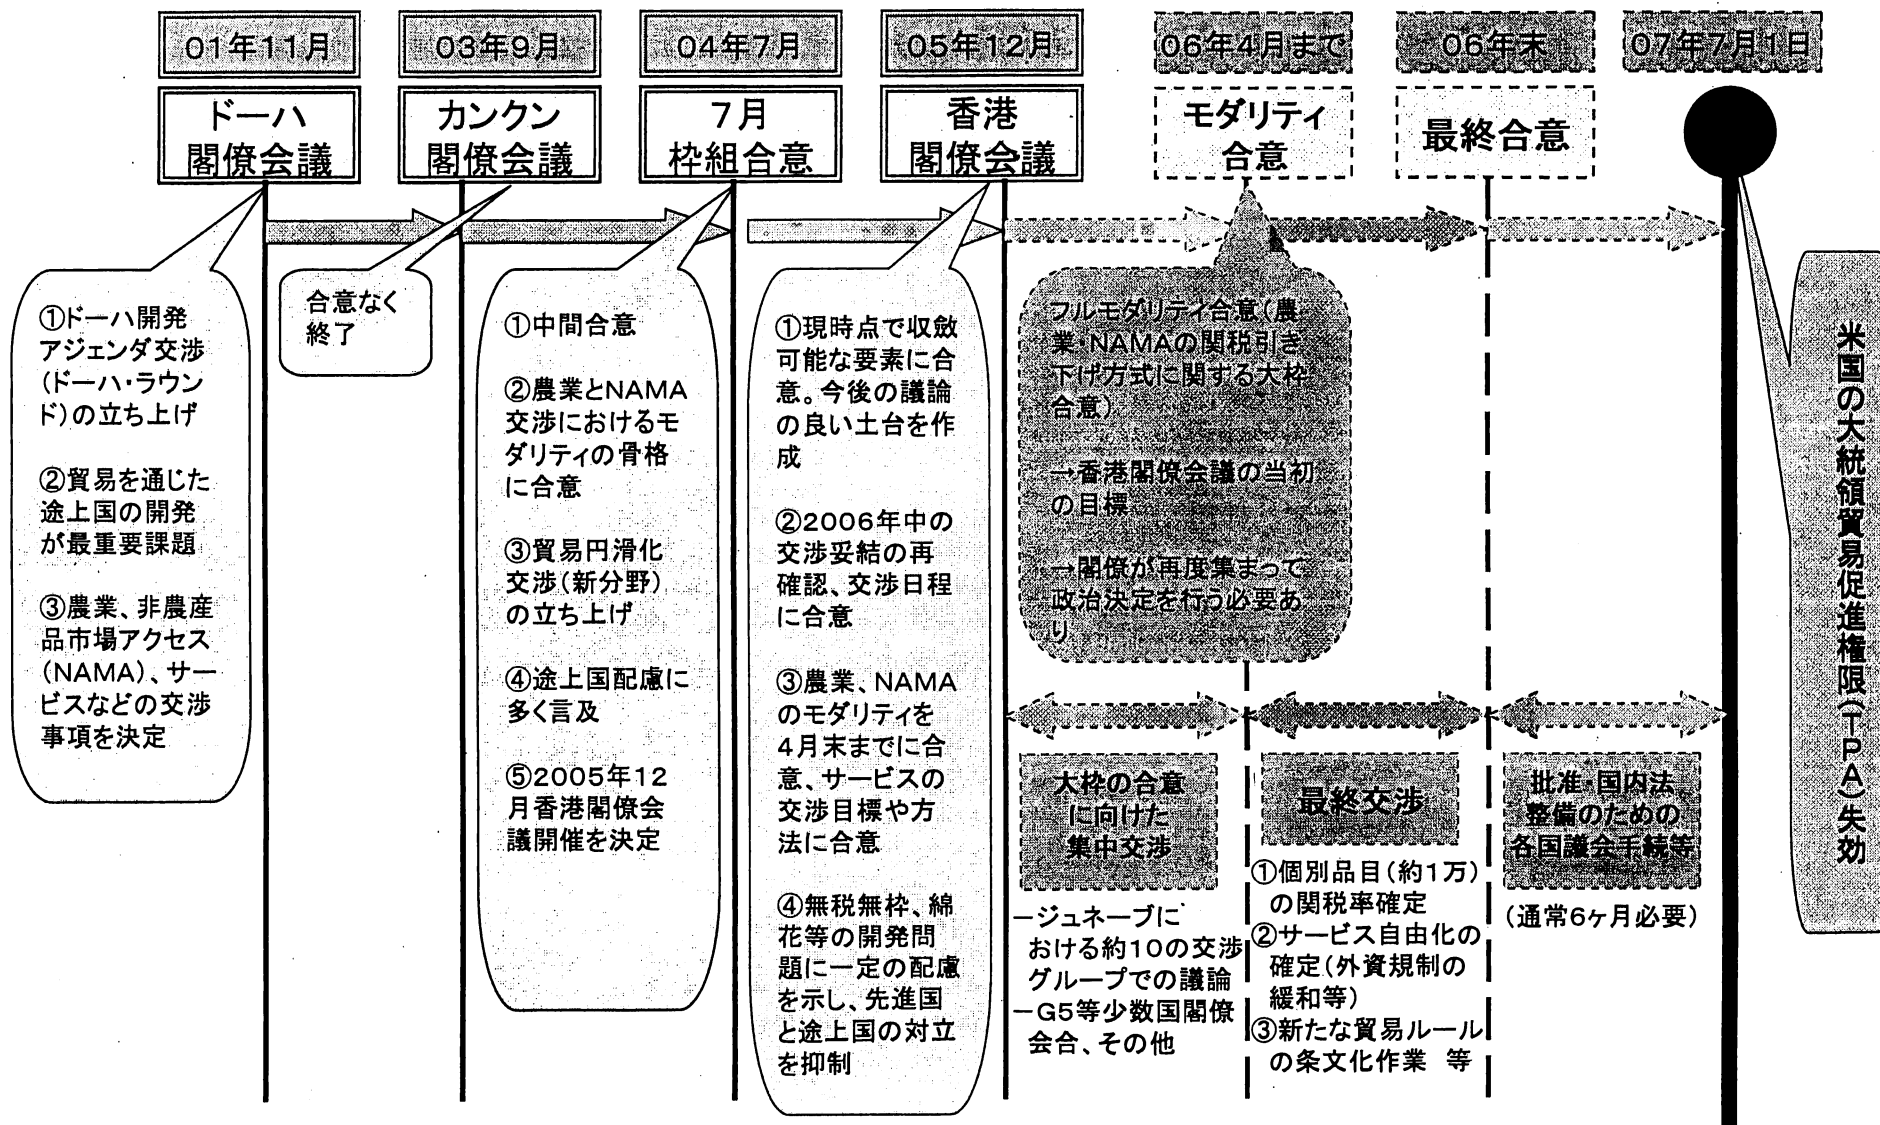 01年11月
03年9月
04年7月
05年12月
06年4月まで
06年末
07年7月1日
ドーハ
閣僚会議
カンクン
閣僚会議
7月
枠組合意
香港
閣僚会議
モダリティ
合意
最終合意
①ドーハ開発
アジェンダ交渉
(ドーハ・ラウン
ド)の立ち上げ
②貿易を通じた
途上国の開発
が最重要課題
③農業、非農産
品市場アクセス
(NAMA)、サー
ビスなどの交渉
事項を決定
合意なく
終了
①中間合意
②農業とNAMA
交渉におけるモ
ダリティの骨格
に合意
③貿易円滑化
交渉(新分野)
の立ち上げ
④途上国配慮に
多く言及
⑤2005年12
月香港閣僚会
議開催を決定
①現時点で収斂
可能な要素に合
意。今後の議論
の良い土台を作
成
②2006年中の
交渉妥結の再
確認、交渉日程
に合意
③農業、NAMA
のモダリティを
4月末までに合
意、サービスの
交渉目標や方
法に合意
④無税無枠、綿
花等の開発問
題に一定の配慮
を示し、先進国
と途上国の対立
を抑制
フルモダリティ合意(農
業・NAMAの関税引き
下げ方式に関する大枠
合意)
→香港閣僚会議の当初
の目標
→閣僚が再度集まって
政治決定を行う必要あ
り
大枠の合意
に向けた
集中交渉
−ジュネーブに
おける約10の交渉
グループでの議論
−G5等少数国閣僚
会合、その他
最終交渉
①個別品目(約1万)
の関税率確定
②サービス自由化の
確定(外資規制の
緩和等)
③新たな貿易ルール
の条文化作業 等
批准・国内法
整備のための
各国議会手続等
(通常6ヶ月必要)
米国の大統領貿易促進権限(TPA)失効